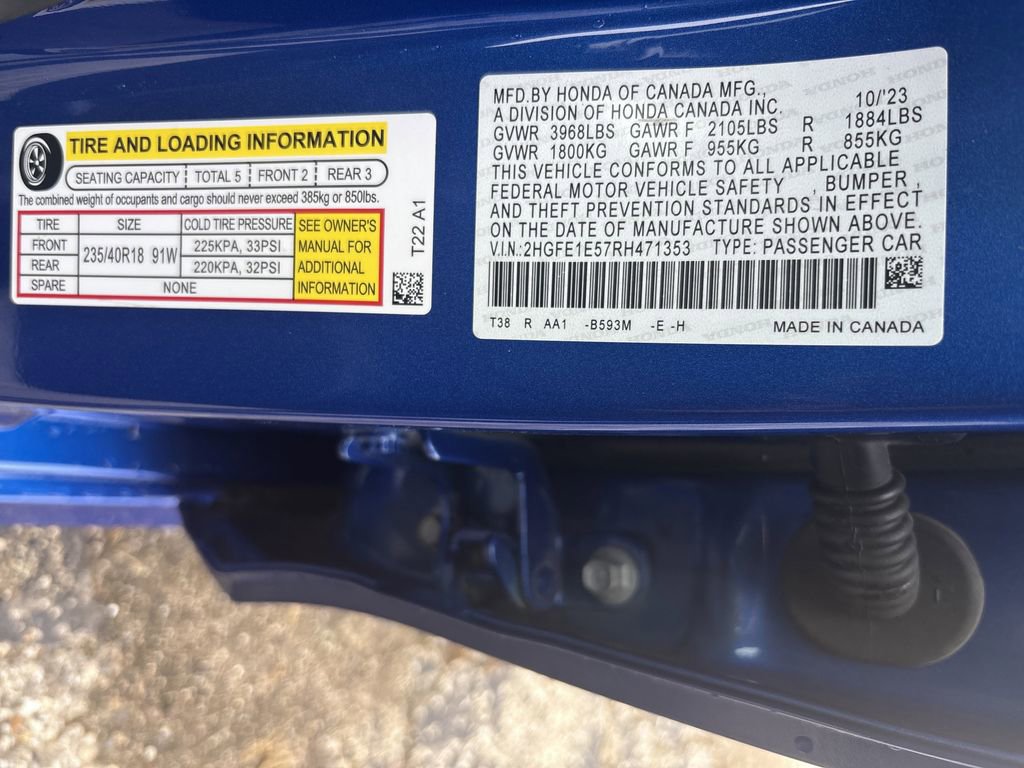 TIRE AND LOADING INFORMATION
SEATING CAPACITY TOTAL 5 FRONT 2 REAR 3
The combined weight of occupants and cargo should never exceed 385kg or 850lbs.
TIRE SIZE COLD TIRE PRESSURE
FRONT 235/40R18 91W 225KPA, 33PSI
REAR 220KPA, 32PSI
SPARE NONE
SEE OWNER'S
MANUAL FOR
ADDITIONAL
INFORMATION
T22 A1
MFD.BY HONDA OF CANADA MFG., 10/'23
A DIVISION OF HONDA CANADA INC.
GVWR 3968LBS GAWR F 2105LBS R 1884LBS
GVWR 1800KG GAWR F 955KG R 855KG
THIS VEHICLE CONFORMS TO ALL APPLICABLE
FEDERAL MOTOR VEHICLE SAFETY , BUMPER ,
AND THEFT PREVENTION STANDARDS IN EFFECT
ON THE DATE OF MANUFACTURE SHOWN ABOVE.
V.I.N.:2HGFE1E57RH471353 TYPE: PASSENGER CAR
T38 R AA1 -B593M -E -H MADE IN CANADA